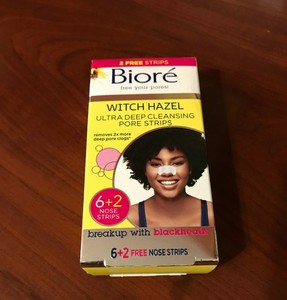 2 FREE STRIPS
Bioré
free your pores
WITCH HAZEL
ULTRA DEEP CLEANSING
PORE STRIPS
removes 2x more
deep pore clogs*
6+2
NOSE
STRIPS
breakup with blackheads
6+2 FREE NOSE STRIPS